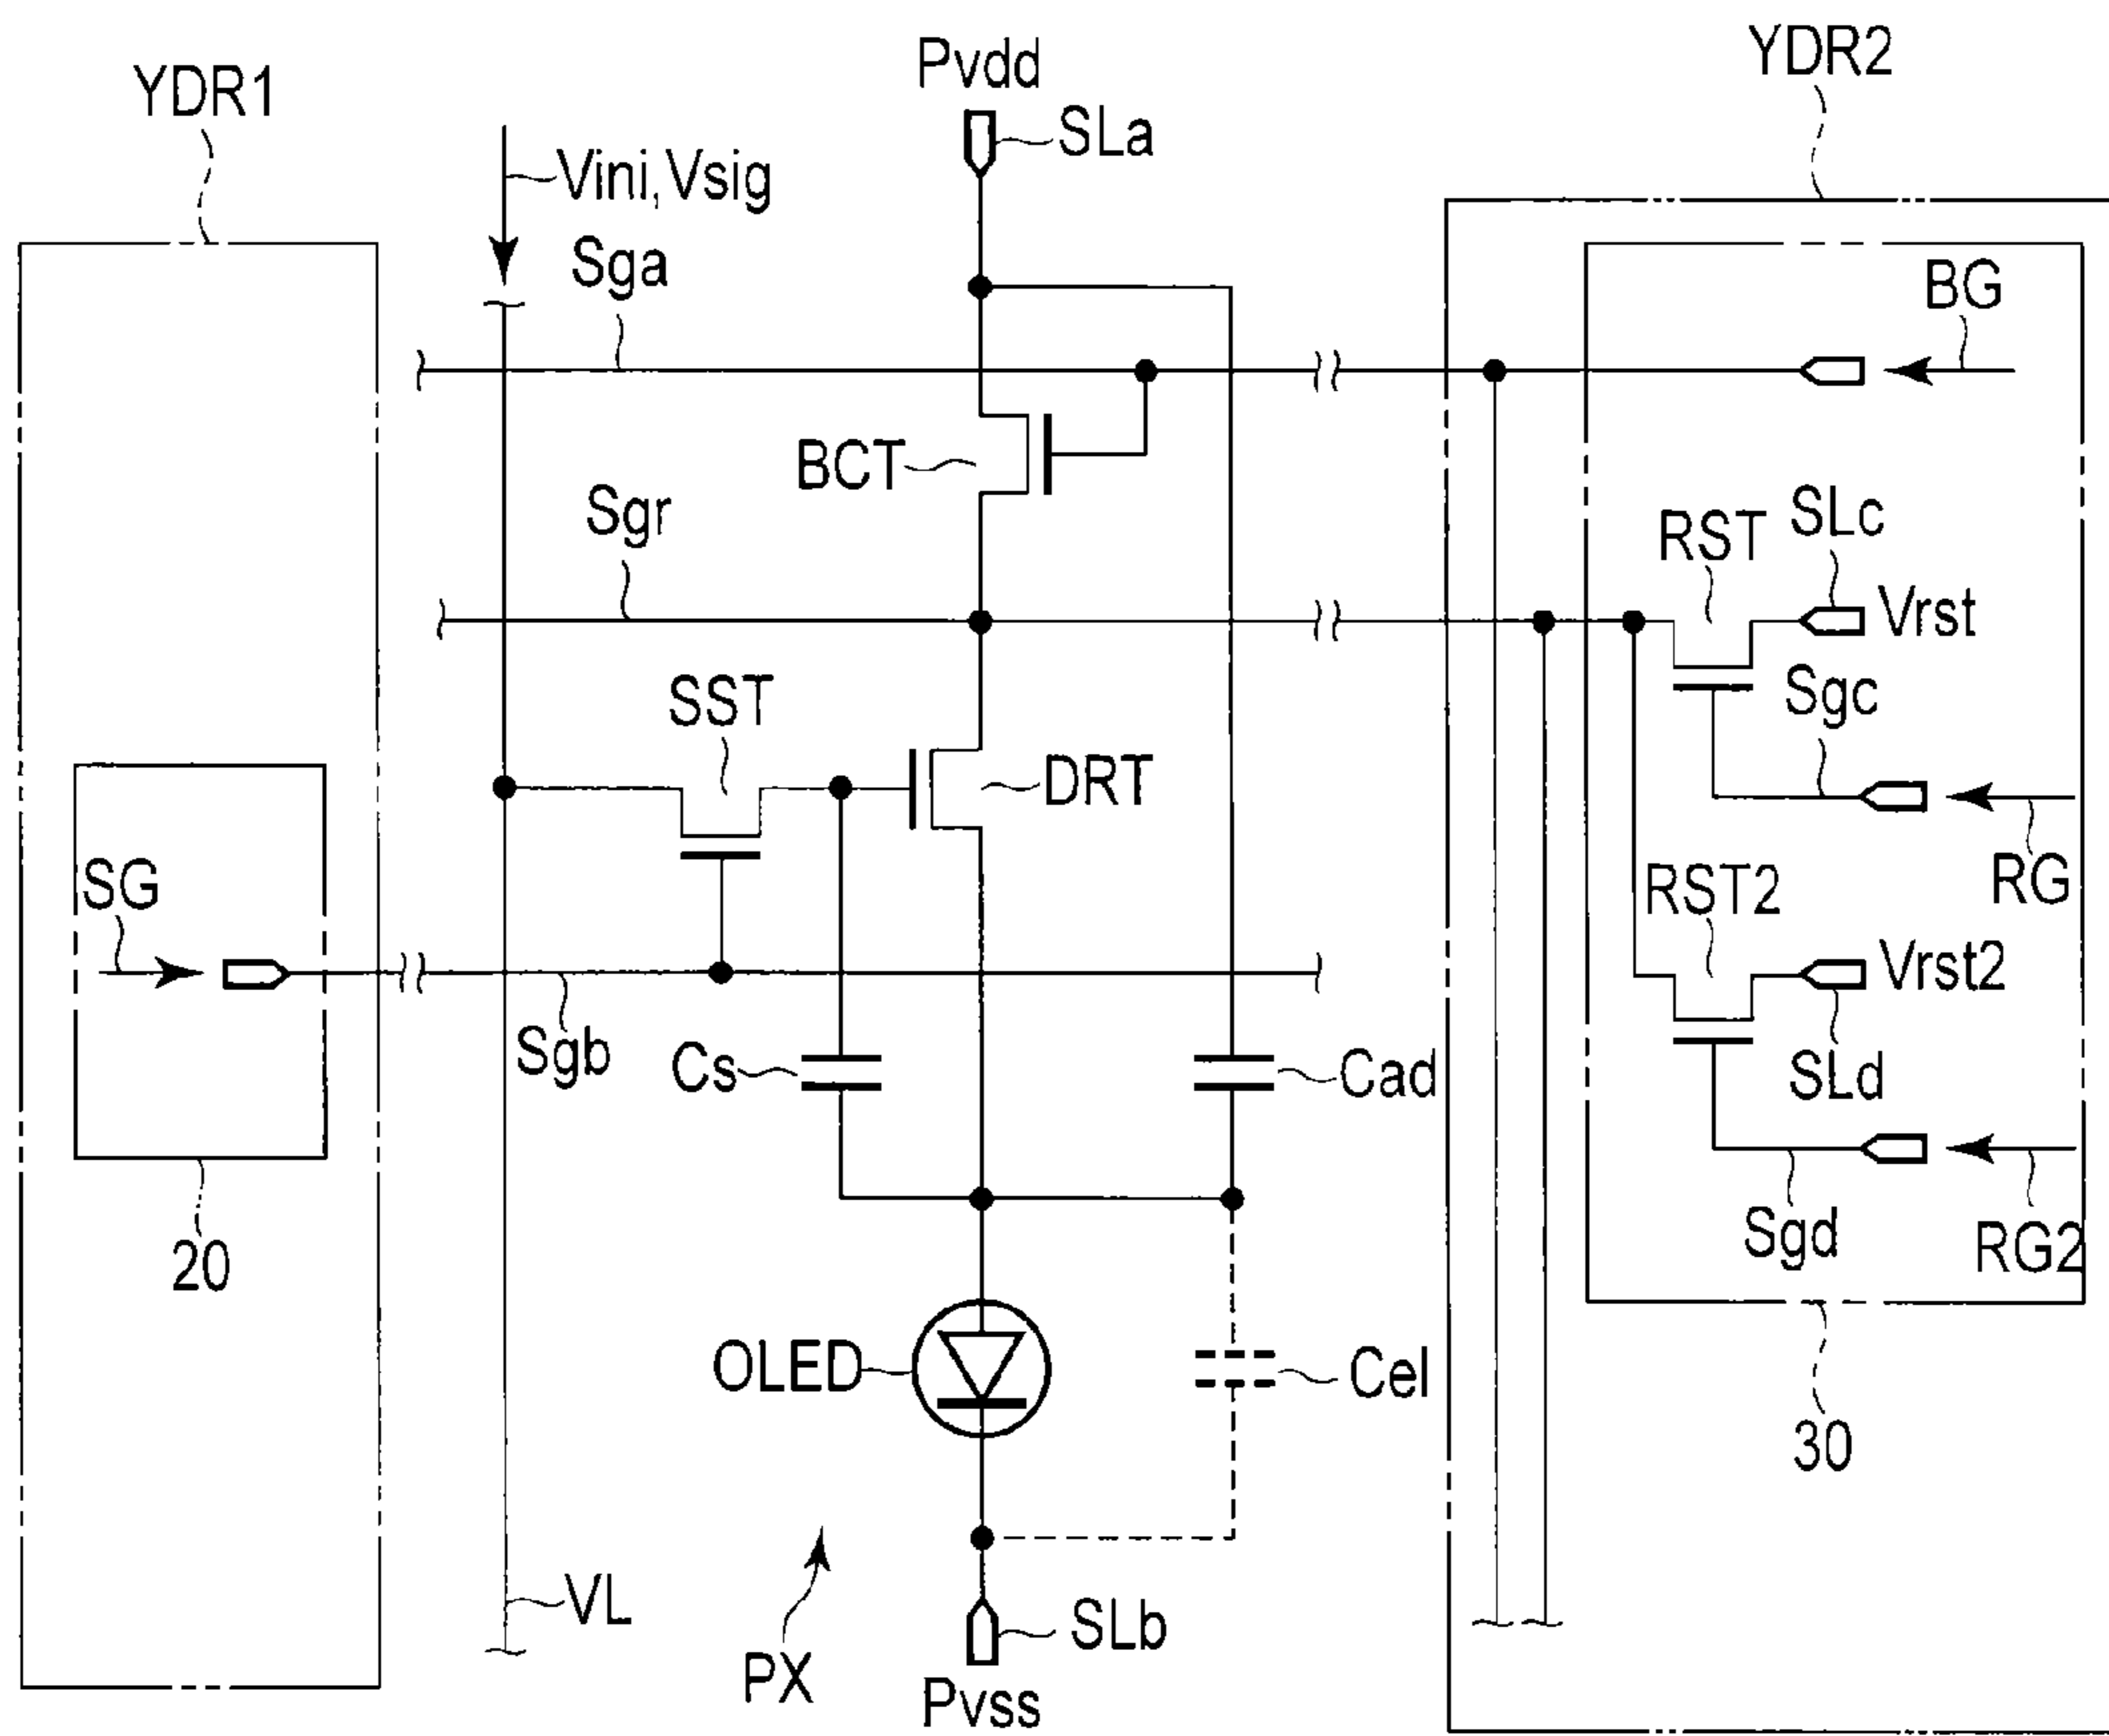 YDR1
Pvdd
YDR2
SLa
Vini,Vsig
Sga
BG
BCT
Sgr
RST
SLc
Vrst
SST
Sgc
DRT
SG
RG
RST2
Vrst2
Sgb
Cs
Cad
SLd
20
Sgd
RG2
OLED
Cel
30
VL
PX
SLb
Pvss